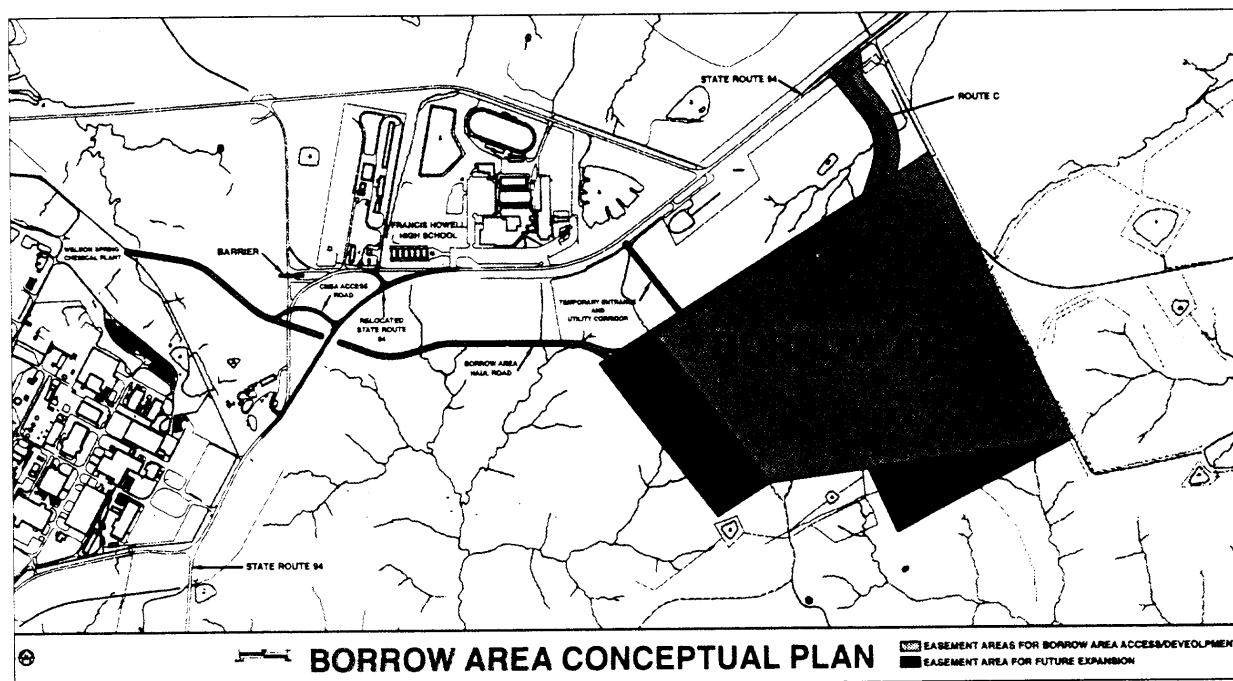 STATE ROUTE 94
ROUTE C
FRANCIS HOWELL
HIGH SCHOOL
WELDON SPRING
CHEMICAL PLANT
BARRIER
CMSA ACCESS
ROAD
RELOCATED
STATE ROUTE
94
TEMPORARY ENTRANCE
AND
UTILITY CORRIDOR
BORROW AREA
HAUL ROAD
STATE ROUTE 94
BORROW AREA CONCEPTUAL PLAN
EASEMENT AREAS FOR BORROW AREA ACCESS/DEVEOLPMENT
EASEMENT AREA FOR FUTURE EXPANSION